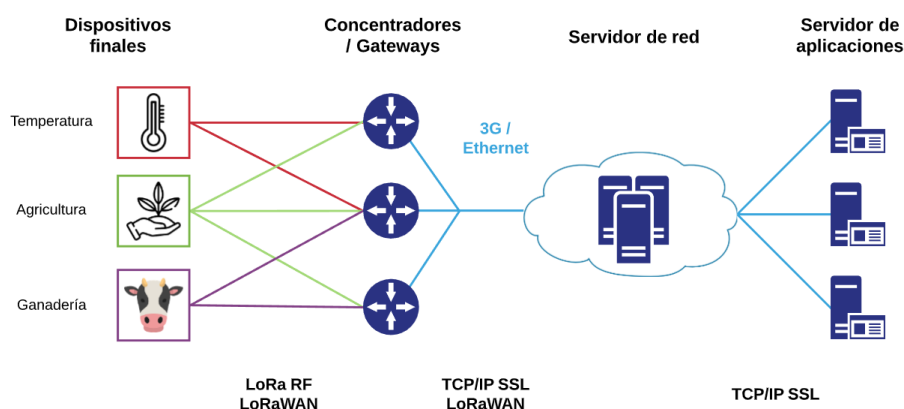 Dispositivos
finales
Concentradores
/ Gateways
Servidor de red
Servidor de
aplicaciones
Temperatura
3G /
Ethernet
Agricultura
Ganadería
LoRa RF
LoRaWAN
TCP/IP SSL
LoRaWAN
TCP/IP SSL